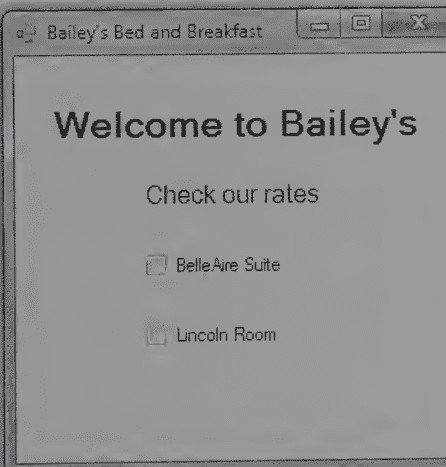 Bailey's Bed and Breakfast
Welcome to Bailey's
Check our rates
BelleAire Suite
Lincoln Room